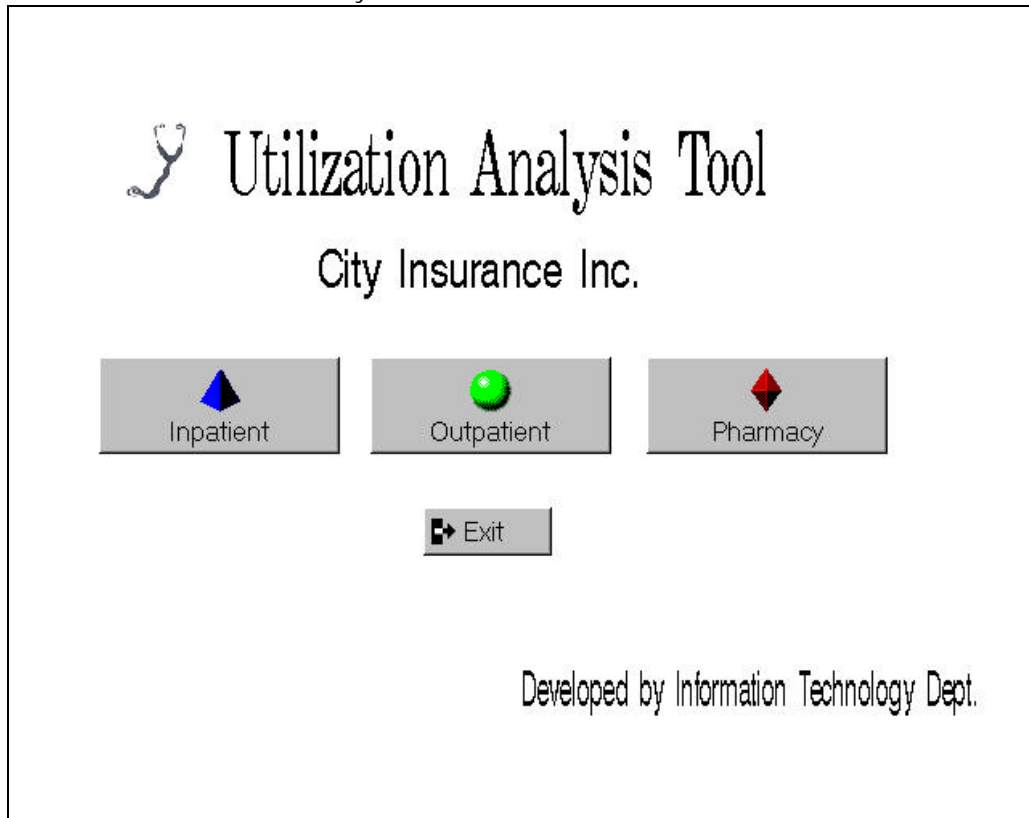 Utilization Analysis Tool
City Insurance Inc.
Inpatient Outpatient Pharmacy
Exit
Developed by Information Technology Dept.